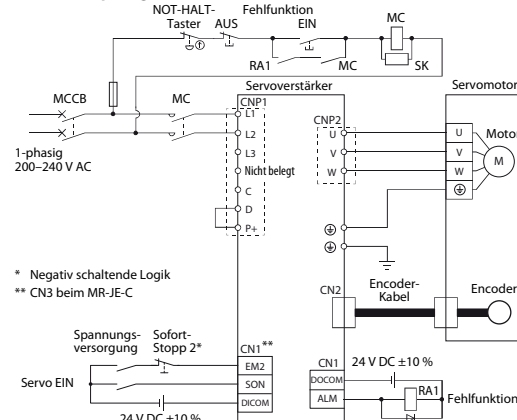 NOT-HALT-
Taster
AUS
Fehlfunktion
EIN
MC
RA1
MC
SK
Servoverstärker
Servomotor
MCCB
MC
CNP1
L1
L2
L3
Nicht belegt
C
D
P+
CNP2
U
V
W
U
V
W
Motor
M
1-phasig
200–240 V AC
* Negativ schaltende Logik
** CN3 beim MR-JE-C
CN2
Encoder-
Kabel
Encoder
Spannungs-
versorgung
Sofort-
Stopp 2*
Servo EIN
CN1**
EM2
SON
DICOM
24 V DC ±10 %
CN1
DOCOM
ALM
24 V DC ±10 %
RA1
Fehlfunktion